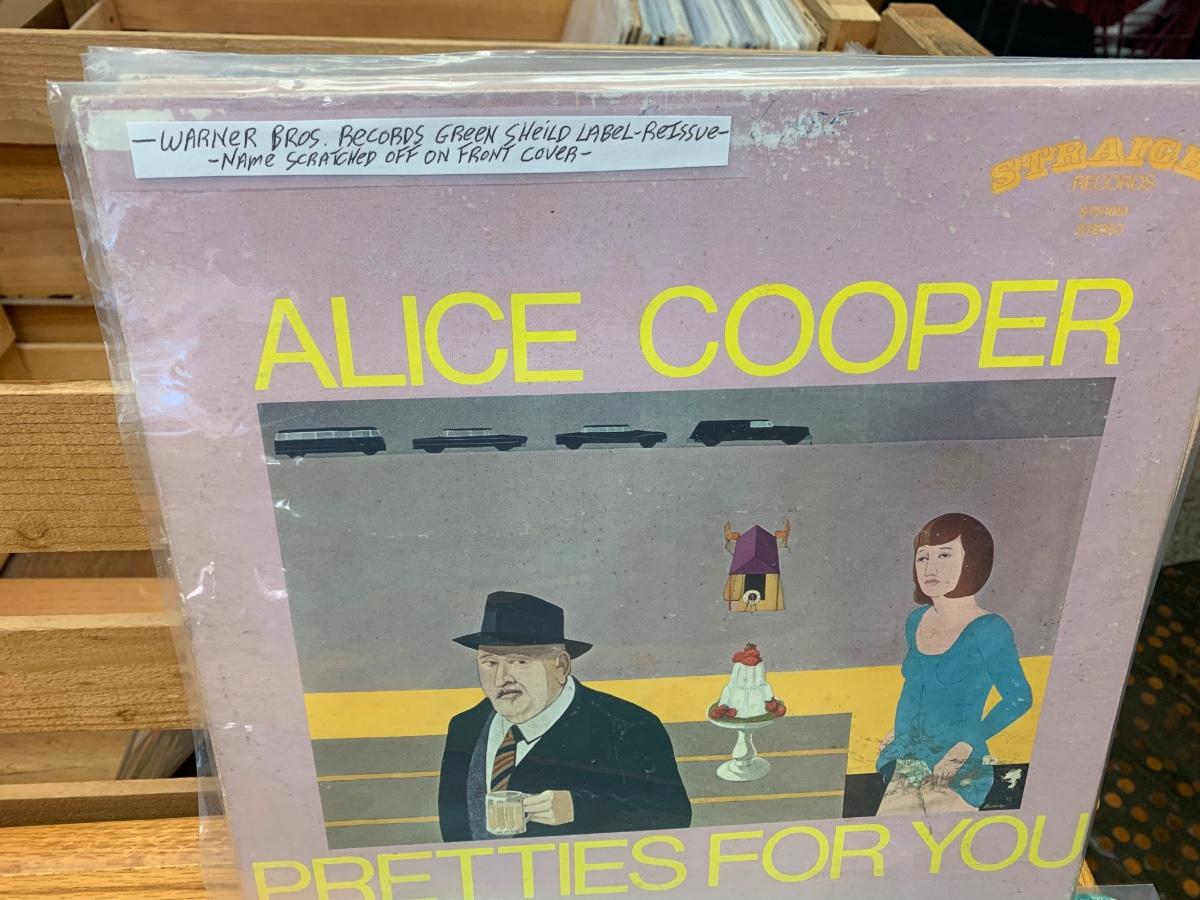 —WARNER BROS. RECORDS GREEN SHEILD LABEL-REISSUE—
-NAME SCRATCHED OFF ON FRONT COVER-
RECORDS
STS1051
STEREO
ALICE COOPER
PRETTIES FOR YOU